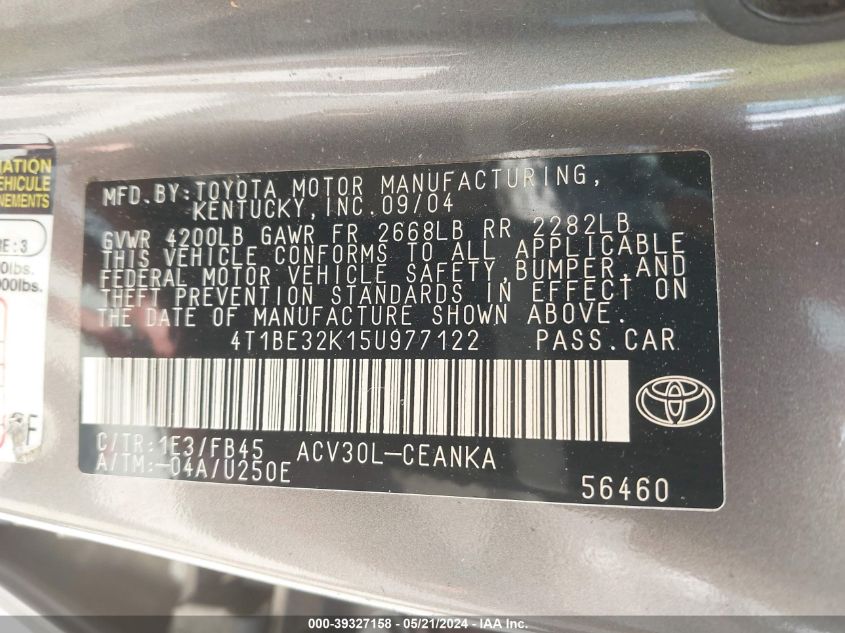 MFD.BY:TOYOTA MOTOR MANUFACTURING,
KENTUCKY,INC.09/04
GVWR 4200LB GAWR FR 2668LB RR 2282LB
THIS VEHICLE CONFORMS TO ALL APPLICABLE
FEDERAL MOTOR VEHICLE SAFETY,BUMPER,AND
THEFT PREVENTION STANDARDS IN EFFECT ON
THE DATE OF MANUFACTURE SHOWN ABOVE.
4T1BE32K15U977122 PASS.CAR
C/TR:1E3/FB45 ACV30L-CEANKA
A/TM:-04A/U250E
56460
lbs.
000-39327158 - 05/21/2024 - IAA Inc.